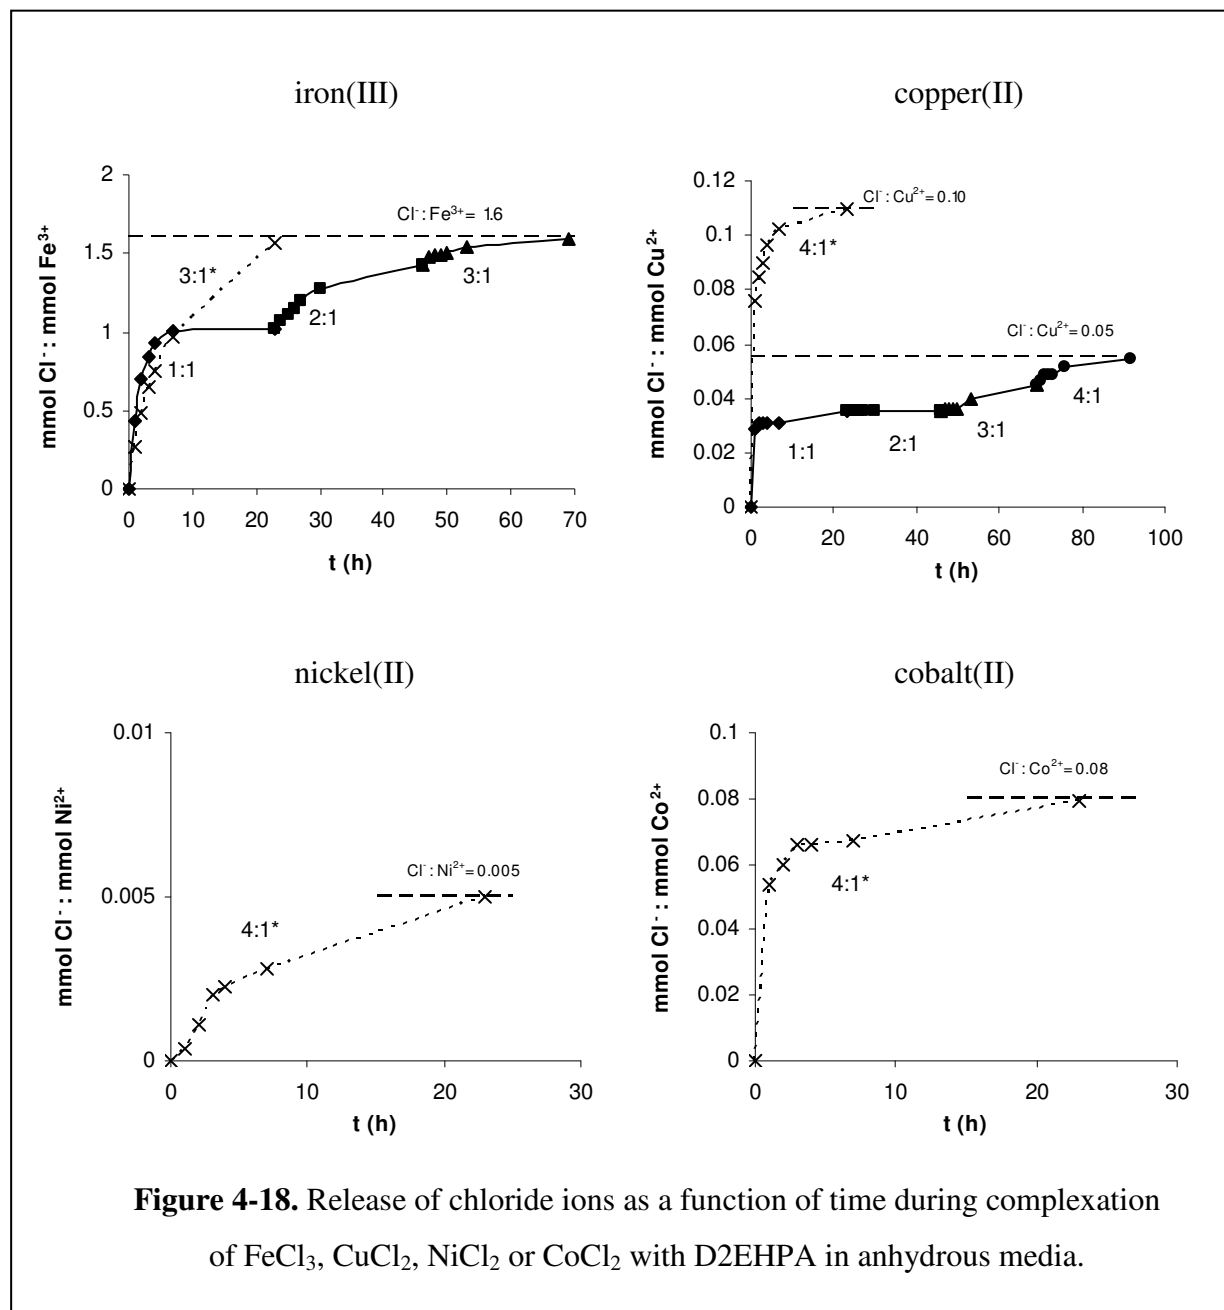 iron(III)
mmol Cl⁻ : mmol Fe³⁺
2
1.5
1
0.5
0
Cl⁻ : Fe³⁺ = 1.6
3:1*
1:1
2:1
3:1
0 10 20 30 40 50 60 70
t (h)
copper(II)
mmol Cl⁻ : mmol Cu²⁺
0.12
0.1
0.08
0.06
0.04
0.02
0
Cl⁻ : Cu²⁺ = 0.10
4:1*
Cl⁻ : Cu²⁺ = 0.05
1:1
2:1
3:1
4:1
0 20 40 60 80 100
t (h)
nickel(II)
mmol Cl⁻ : mmol Ni²⁺
0.01
0.005
0
Cl⁻ : Ni²⁺ = 0.005
4:1*
0 10 20 30
t (h)
cobalt(II)
mmol Cl⁻ : mmol Co²⁺
0.1
0.08
0.06
0.04
0.02
0
Cl⁻ : Co²⁺ = 0.08
4:1*
0 10 20 30
t (h)
Figure 4-18. Release of chloride ions as a function of time during complexation
of FeCl₃, CuCl₂, NiCl₂ or CoCl₂ with D2EHPA in anhydrous media.